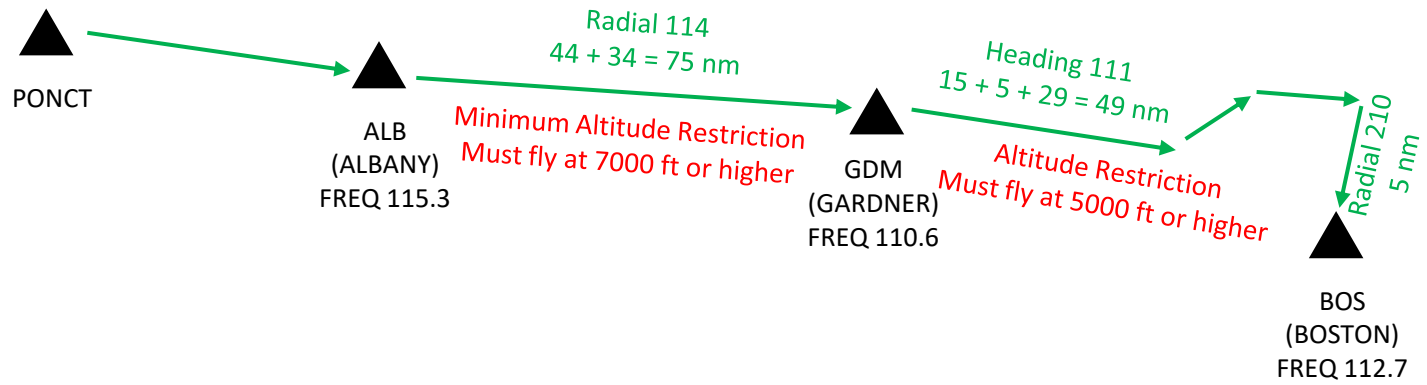 PONCT
ALB
(ALBANY)
FREQ 115.3
Radial 114
44 + 34 = 75 nm
Minimum Altitude Restriction
Must fly at 7000 ft or higher
GDM
(GARDNER)
FREQ 110.6
Heading 111
15 + 5 + 29 = 49 nm
Altitude Restriction
Must fly at 5000 ft or higher
Radial 210
5 nm
BOS
(BOSTON)
FREQ 112.7